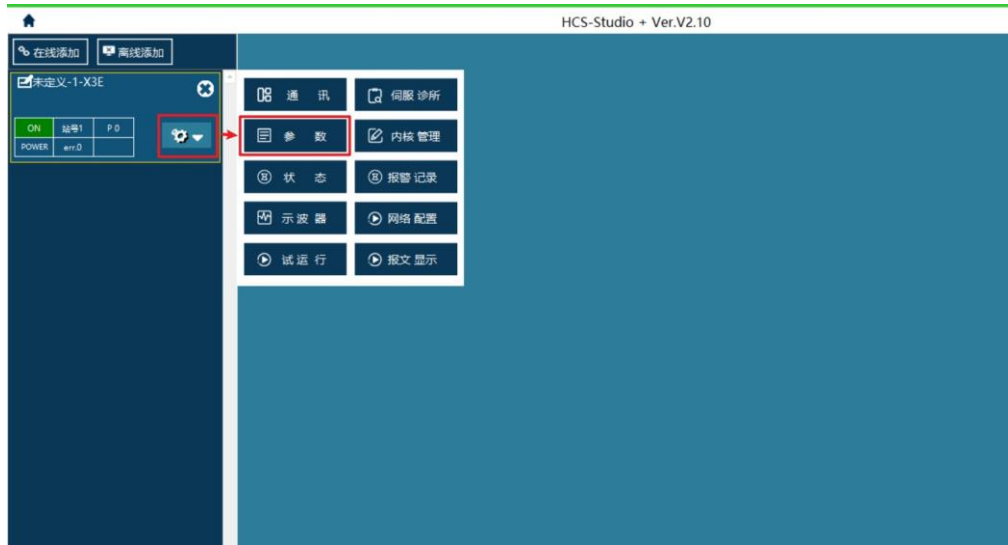 HCS-Studio + Ver.V2.10
在线添加 离线添加
未定义-1-X3E
ON 站号1 P 0
POWER err.0
通 讯 伺服 诊所
参 数 内核 管理
状 态 报警 记录
示 波 器 网络 配置
试 运 行 报文 显示